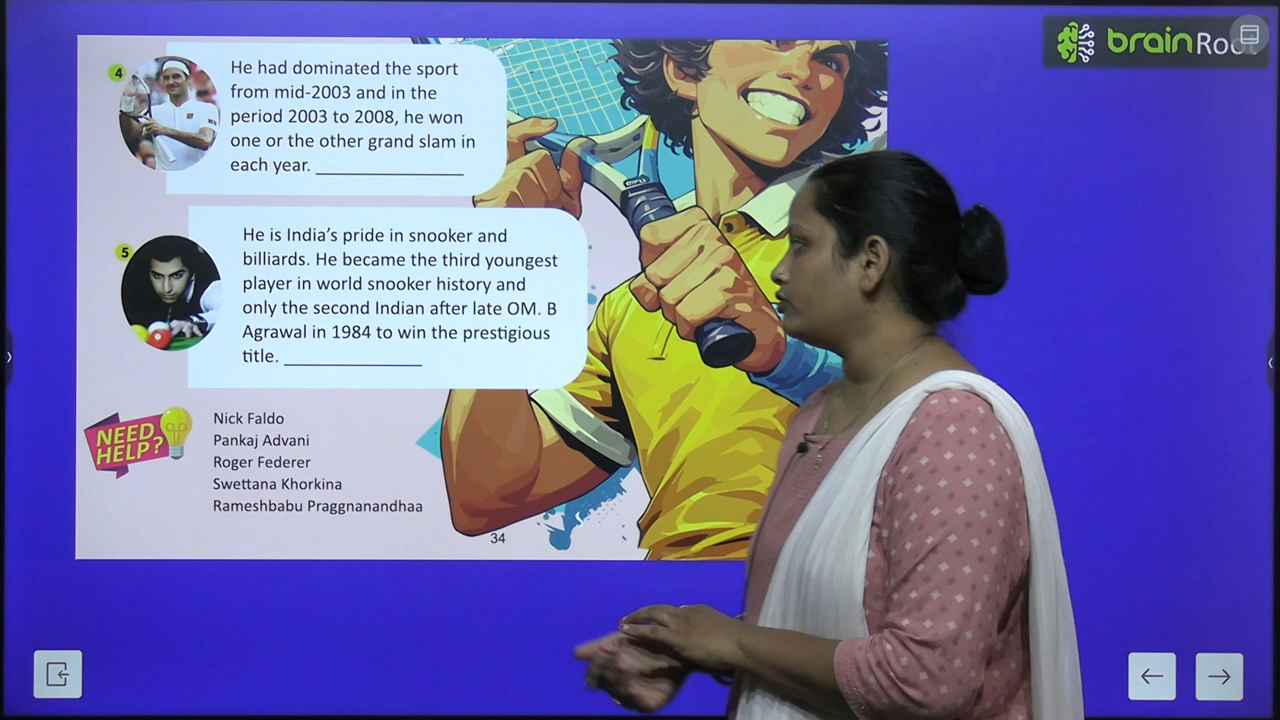 brainRoot
4
He had dominated the sport
from mid-2003 and in the
period 2003 to 2008, he won
one or the other grand slam in
each year. _______________
5
He is India's pride in snooker and
billiards. He became the third youngest
player in world snooker history and
only the second Indian after late OM. B
Agrawal in 1984 to win the prestigious
title. ______________
NEED
HELP?
Nick Faldo
Pankaj Advani
Roger Federer
Swettana Khorkina
Rameshbabu Praggnanandhaa
34